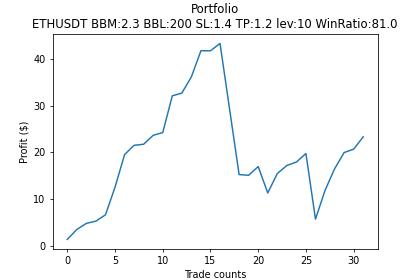 Portfolio
ETHUSDT BBM:2.3 BBL:200 SL:1.4 TP:1.2 lev:10 WinRatio:81.0
Profit ($)
40
30
20
10
0
0 5 10 15 20 25 30
Trade counts